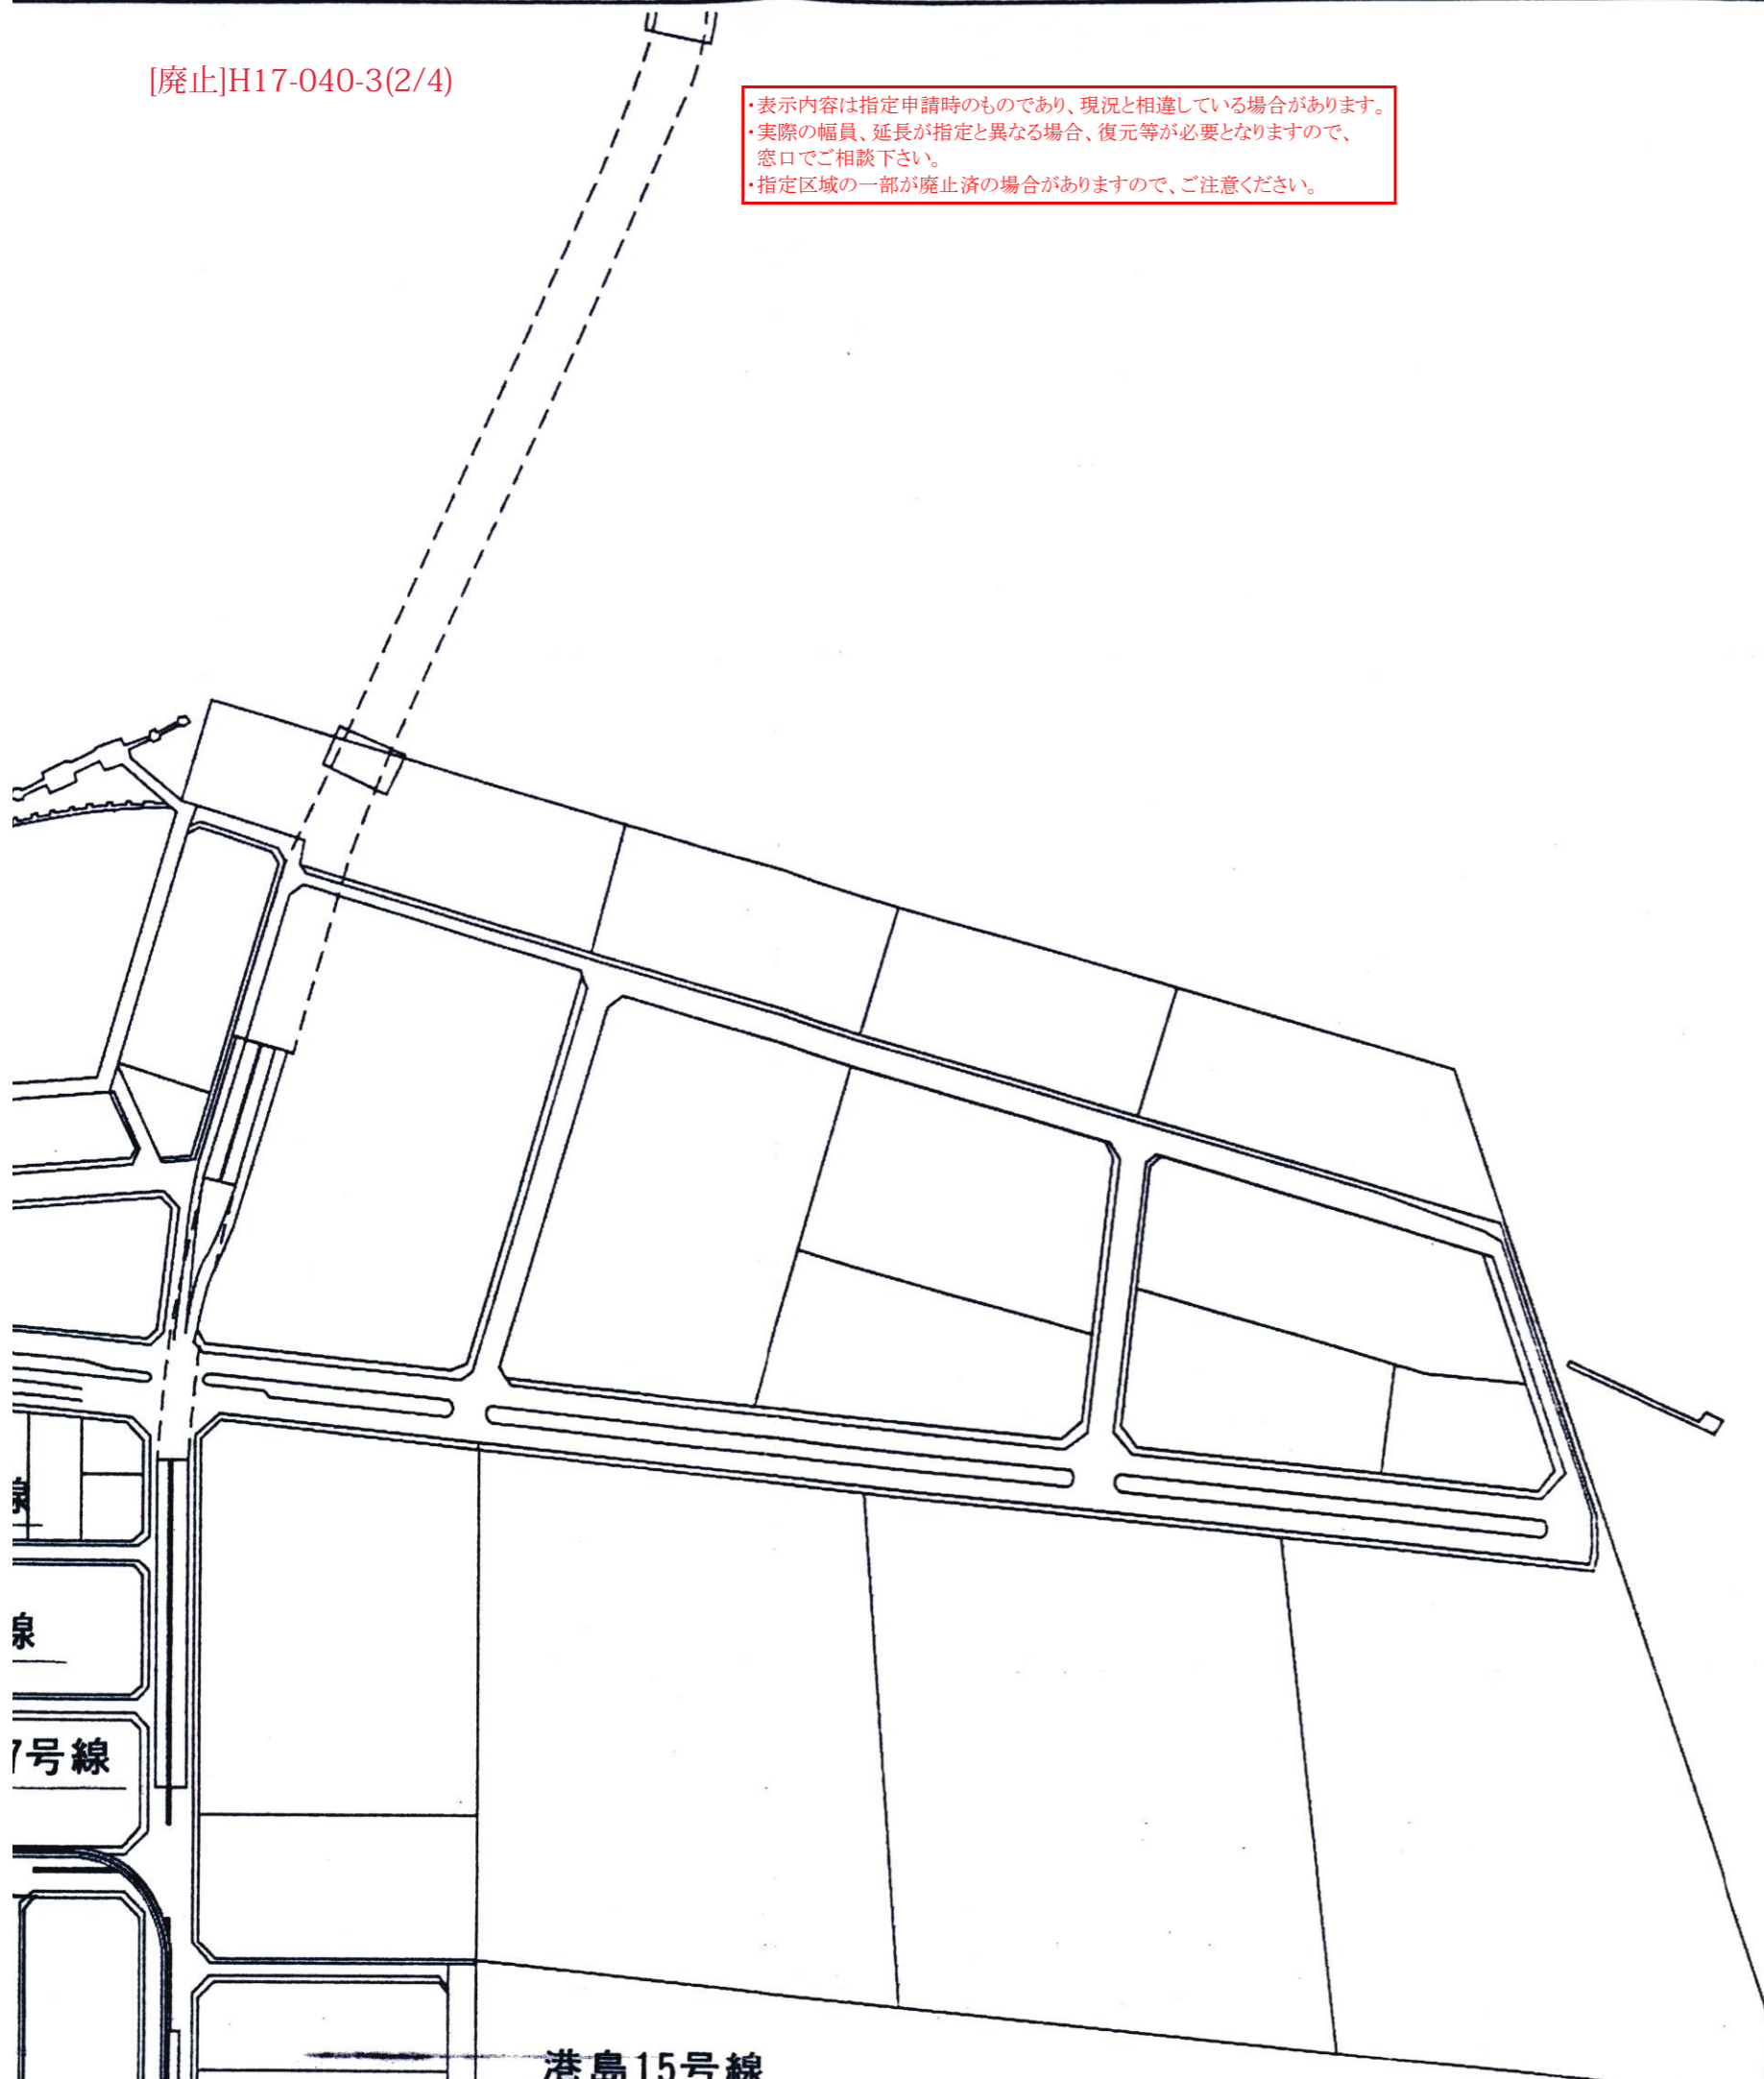 [廃止]H17-040-3(2/4)
・表示内容は指定申請時のものであり、現況と相違している場合があります。
・実際の幅員、延長が指定と異なる場合、復元等が必要となりますので、
窓口でご相談下さい。
・指定区域の一部が廃止済の場合がありますので、ご注意ください。
線
線
7号線
港島15号線